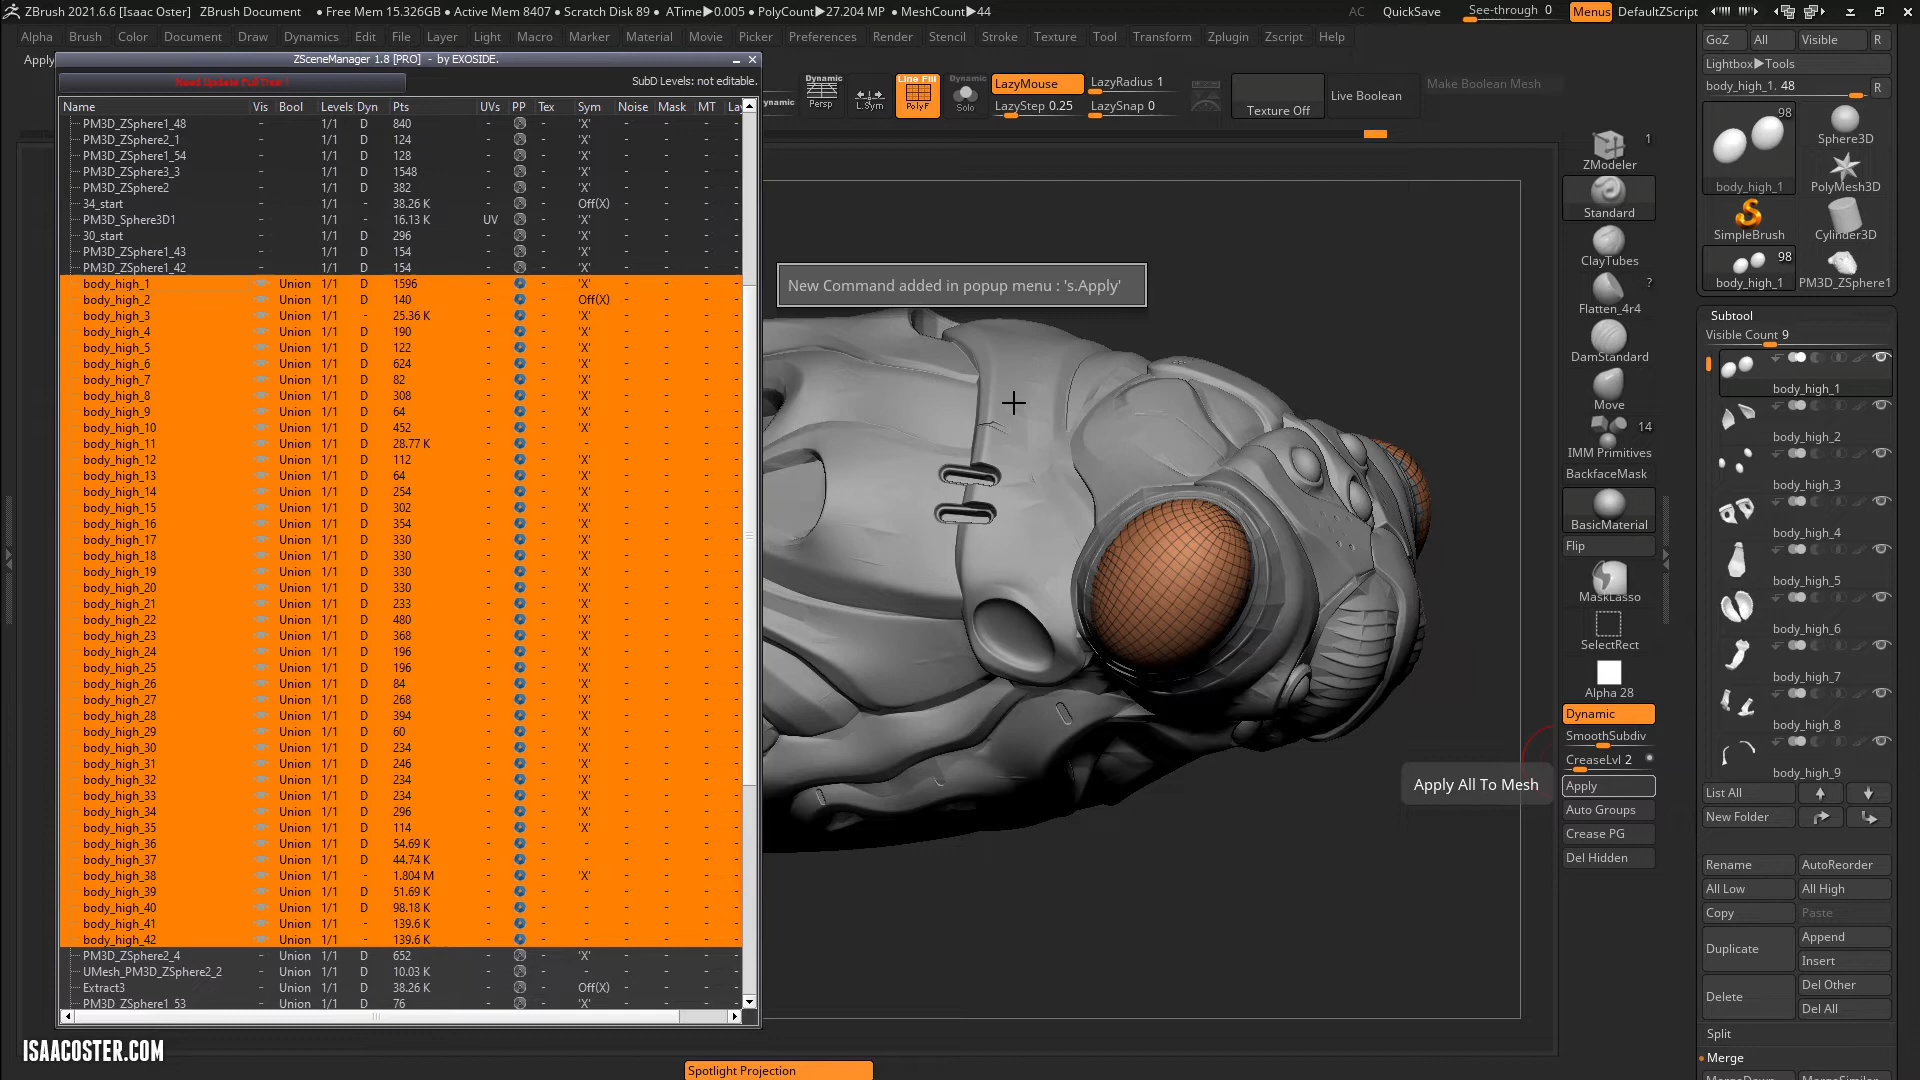 ZBrush 2021.6.6 [Isaac Oster] ZBrush Document • Free Mem 15.326GB • Active Mem 8407 • Scratch Disk 89 • ATime▶0.005 • PolyCount▶27.204 MP • MeshCount▶44 AC QuickSave See-through 0 Menus DefaultZScript
Alpha Brush Color Document Draw Dynamics Edit File Layer Light Macro Marker Material Movie Picker Preferences Render Stencil Stroke Texture Tool Transform Zplugin Zscript Help
Apply
ZSceneManager 1.8 [PRO] - by EXOSIDE.
Need Update Full Tree !
SubD Levels: not editable.
Name Vis Bool Levels Dyn Pts UVs PP Tex Sym Noise Mask MT
PM3D_ZSphere1_48 - 1/1 D 840 - - 'X' - - - -
PM3D_ZSphere2_1 - 1/1 D 124 - - 'X' - - - -
PM3D_ZSphere1_54 - 1/1 D 128 - - 'X' - - - -
PM3D_ZSphere3_3 - 1/1 D 1548 - - 'X' - - - -
PM3D_ZSphere2 - 1/1 D 382 - - 'X' - - - -
34_start - 1/1 - 38.26 K - - Off(X) - - - -
PM3D_Sphere3D1 - 1/1 - 16.13 K UV - 'X' - - - -
30_start - 1/1 D 296 - - 'X' - - - -
PM3D_ZSphere1_43 - 1/1 D 154 - - 'X' - - - -
PM3D_ZSphere1_42 - 1/1 D 154 - - 'X' - - - -
body_high_1 Union 1/1 D 1596 - - 'X' - - - -
body_high_2 Union 1/1 D 140 - - Off(X) - - - -
body_high_3 Union 1/1 - 25.36 K - - 'X' - - - -
body_high_4 Union 1/1 D 190 - - 'X' - - - -
body_high_5 Union 1/1 D 122 - - 'X' - - - -
body_high_6 Union 1/1 D 624 - - 'X' - - - -
body_high_7 Union 1/1 D 82 - - 'X' - - - -
body_high_8 Union 1/1 D 308 - - 'X' - - - -
body_high_9 Union 1/1 D 64 - - 'X' - - - -
body_high_10 Union 1/1 D 452 - - 'X' - - - -
body_high_11 Union 1/1 D 28.77 K - - - - - - -
body_high_12 Union 1/1 D 112 - - 'X' - - - -
body_high_13 Union 1/1 D 64 - - 'X' - - - -
body_high_14 Union 1/1 D 254 - - 'X' - - - -
body_high_15 Union 1/1 D 302 - - 'X' - - - -
body_high_16 Union 1/1 D 354 - - 'X' - - - -
body_high_17 Union 1/1 D 330 - - 'X' - - - -
body_high_18 Union 1/1 D 330 - - 'X' - - - -
body_high_19 Union 1/1 D 330 - - 'X' - - - -
body_high_20 Union 1/1 D 330 - - 'X' - - - -
body_high_21 Union 1/1 D 233 - - 'X' - - - -
body_high_22 Union 1/1 D 480 - - 'X' - - - -
body_high_23 Union 1/1 D 368 - - 'X' - - - -
body_high_24 Union 1/1 D 196 - - 'X' - - - -
body_high_25 Union 1/1 D 196 - - 'X' - - - -
body_high_26 Union 1/1 D 84 - - 'X' - - - -
body_high_27 Union 1/1 D 268 - - 'X' - - - -
body_high_28 Union 1/1 D 394 - - 'X' - - - -
body_high_29 Union 1/1 D 60 - - 'X' - - - -
body_high_30 Union 1/1 D 234 - - 'X' - - - -
body_high_31 Union 1/1 D 246 - - 'X' - - - -
body_high_32 Union 1/1 D 234 - - 'X' - - - -
body_high_33 Union 1/1 D 234 - - 'X' - - - -
body_high_34 Union 1/1 D 296 - - 'X' - - - -
body_high_35 Union 1/1 D 114 - - 'X' - - - -
body_high_36 Union 1/1 D 54.69 K - - - - - - -
body_high_37 Union 1/1 D 44.74 K - - - - - - -
body_high_38 Union 1/1 - 1.804 M - - 'X' - - - -
body_high_39 Union 1/1 D 51.69 K - - - - - - -
body_high_40 Union 1/1 D 98.18 K - - - - - - -
body_high_41 Union 1/1 - 139.6 K - - - - - - -
body_high_42 Union 1/1 - 139.6 K - - - - - - -
PM3D_ZSphere2_4 - Union 1/1 D 652 - - 'X' - - - -
UMesh_PM3D_ZSphere2_2 - Union 1/1 D 10.03 K - - - - - - -
Extract3 - Union 1/1 D 38.26 K - - Off(X) - - - -
PM3D_ZSphere1_53 - Union 1/1 D 76 - - 'X' - - - -
ISAACOSTER.COM
ynamic
Dynamic
Persp
L.Sym
Line Fill
PolyF
Dynamic
Solo
LazyMouse LazyRadius 1
LazyStep 0.25 LazySnap 0
Texture Off
Live Boolean
Make Boolean Mesh
New Command added in popup menu : 's.Apply'
Apply All To Mesh
Spotlight Projection
1
ZModeler
Standard
ClayTubes
?
Flatten_4r4
DamStandard
Move
14
IMM Primitives
BackfaceMask
BasicMaterial
Flip
MaskLasso
SelectRect
Alpha 28
Dynamic
SmoothSubdiv
CreaseLvl 2
Apply
Auto Groups
Crease PG
Del Hidden
GoZ All Visible R
Lightbox▶Tools
body_high_1. 48 R
98
body_high_1
Sphere3D
PolyMesh3D
SimpleBrush Cylinder3D
98
body_high_1 PM3D_ZSphere1
Subtool
Visible Count 9
body_high_1
body_high_2
body_high_3
body_high_4
body_high_5
body_high_6
body_high_7
body_high_8
body_high_9
List All
New Folder
Rename AutoReorder
All Low All High
Copy Paste
Duplicate Append
Insert
Delete Del Other
Del All
Split
Merge